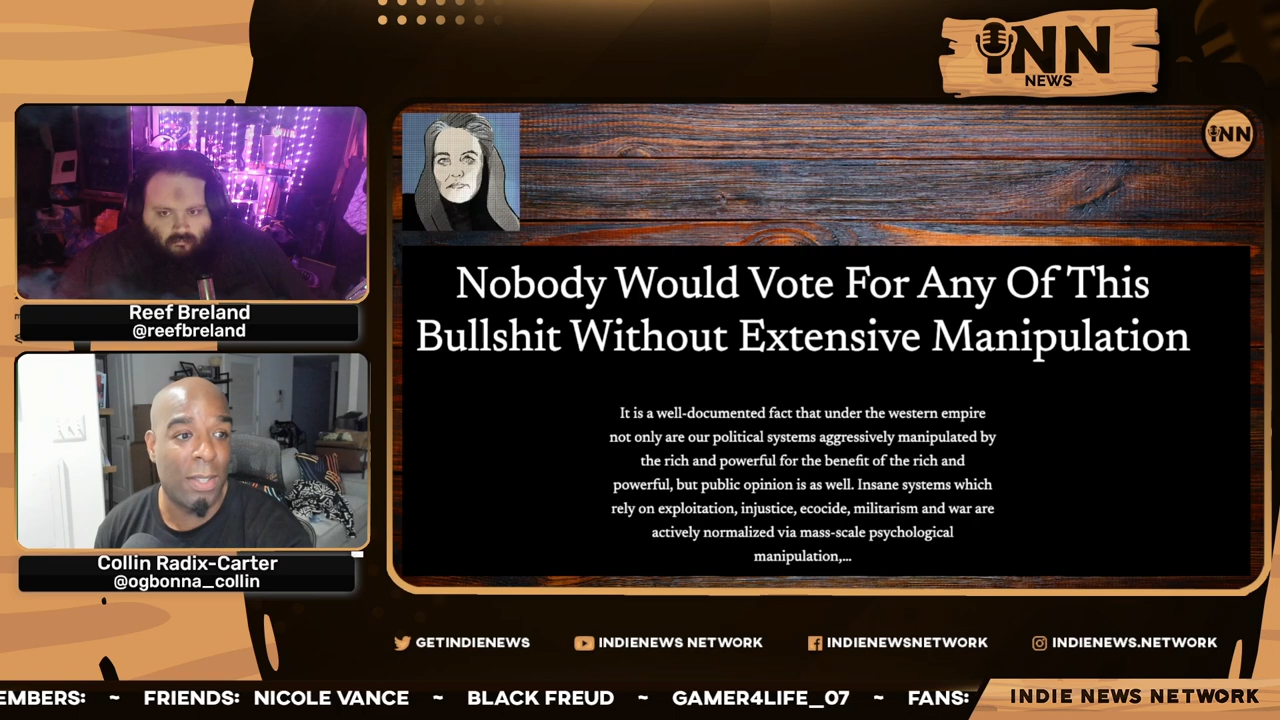 iNN
NEWS
iNN
Reef Breland
@reefbreland
Collin Radix-Carter
@ogbonna_collin
Nobody Would Vote For Any Of This
Bullshit Without Extensive Manipulation
It is a well-documented fact that under the western empire
not only are our political systems aggressively manipulated by
the rich and powerful for the benefit of the rich and
powerful, but public opinion is as well. Insane systems which
rely on exploitation, injustice, ecocide, militarism and war are
actively normalized via mass-scale psychological
manipulation,...
GETINDIENEWS
INDIENEWS NETWORK
INDIENEWSNETWORK
INDIENEWS.NETWORK
EMBERS: ~ FRIENDS: NICOLE VANCE ~ BLACK FREUD ~ GAMER4LIFE_07 ~ FANS:
INDIE NEWS NETWORK